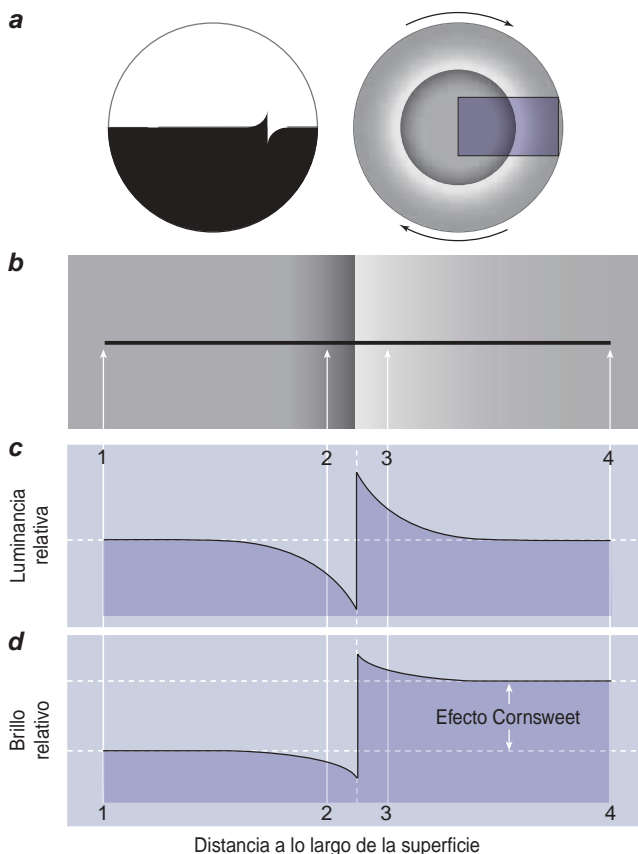 a
b
c
1 2 3 4
Luminancia
relativa
d
Efecto Cornsweet
Brillo
relativo
1 2 3 4
Distancia a lo largo de la superficie